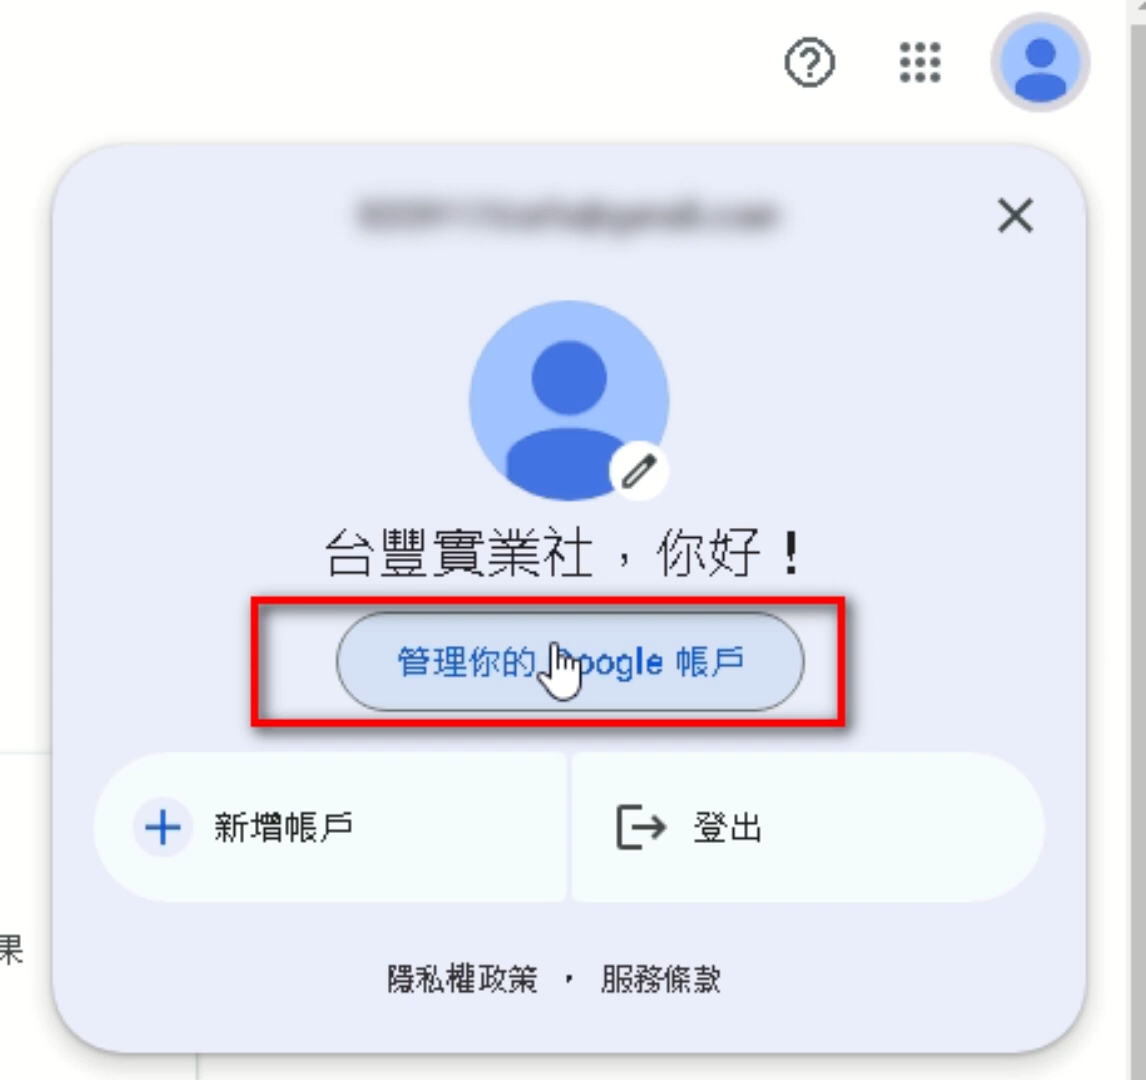 台豐實業社，你好！
管理你的 Google 帳戶
新增帳戶
登出
果
隱私權政策 · 服務條款